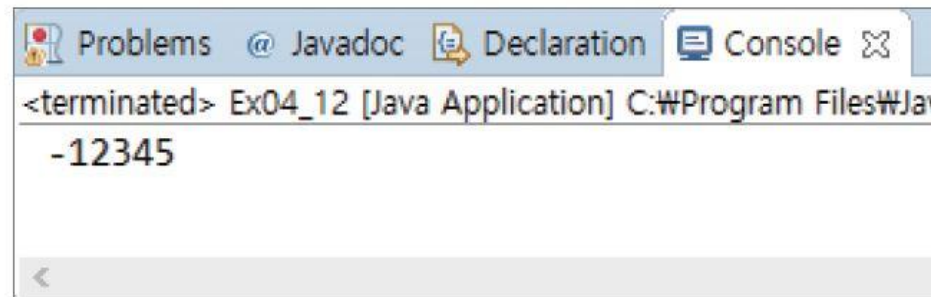 Problems @ Javadoc Declaration Console
<terminated> Ex04_12 [Java Application] C:₩Program Files₩Ja
-12345